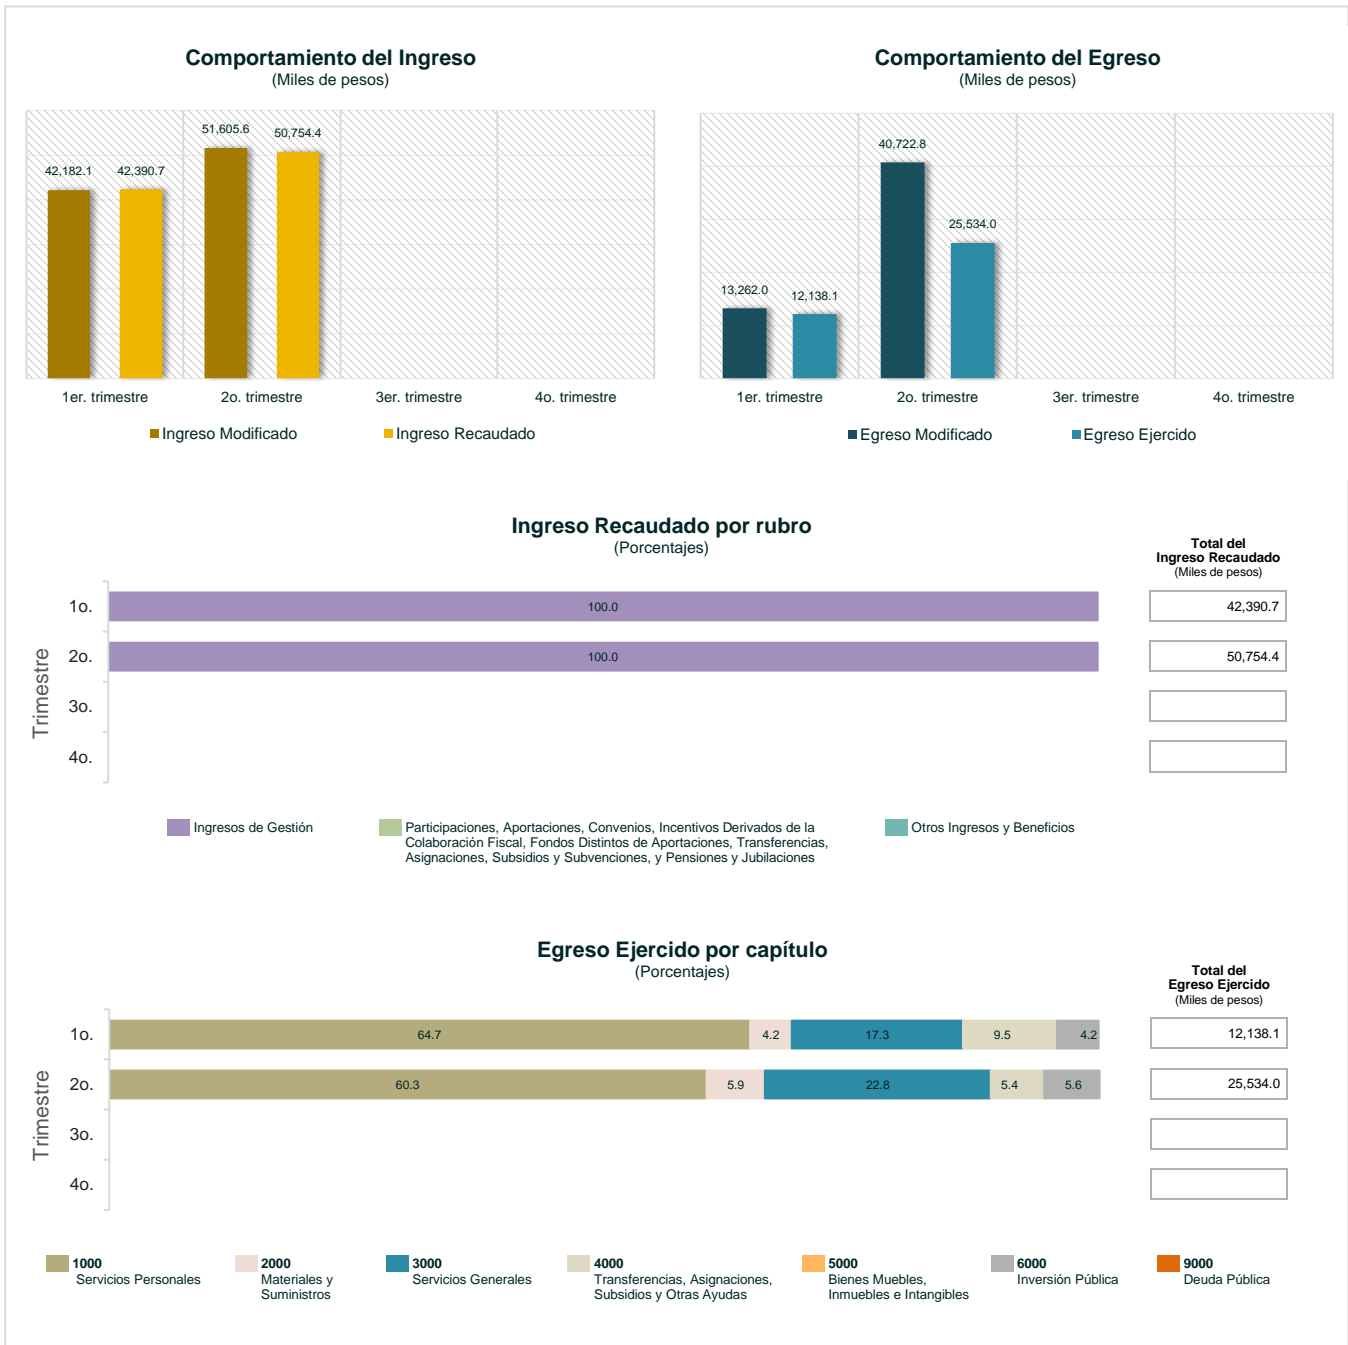 Comportamiento del Ingreso
(Miles de pesos)
42,182.1
42,390.7
51,605.6
50,754.4
1er. trimestre
2o. trimestre
3er. trimestre
4o. trimestre
Ingreso Modificado
Ingreso Recaudado
Comportamiento del Egreso
(Miles de pesos)
13,262.0
12,138.1
40,722.8
25,534.0
1er. trimestre
2o. trimestre
3er. trimestre
4o. trimestre
Egreso Modificado
Egreso Ejercido
Ingreso Recaudado por rubro
(Porcentajes)
Total del
Ingreso Recaudado
(Miles de pesos)
Trimestre
1o.
100.0
42,390.7
2o.
100.0
50,754.4
3o.
4o.
Ingresos de Gestión
Participaciones, Aportaciones, Convenios, Incentivos Derivados de la
Colaboración Fiscal, Fondos Distintos de Aportaciones, Transferencias,
Asignaciones, Subsidios y Subvenciones, y Pensiones y Jubilaciones
Otros Ingresos y Beneficios
Egreso Ejercido por capítulo
(Porcentajes)
Total del
Egreso Ejercido
(Miles de pesos)
Trimestre
1o.
64.7
4.2
17.3
9.5
4.2
12,138.1
2o.
60.3
5.9
22.8
5.4
5.6
25,534.0
3o.
4o.
1000
Servicios Personales
2000
Materiales y
Suministros
3000
Servicios Generales
4000
Transferencias, Asignaciones,
Subsidios y Otras Ayudas
5000
Bienes Muebles,
Inmuebles e Intangibles
6000
Inversión Pública
9000
Deuda Pública